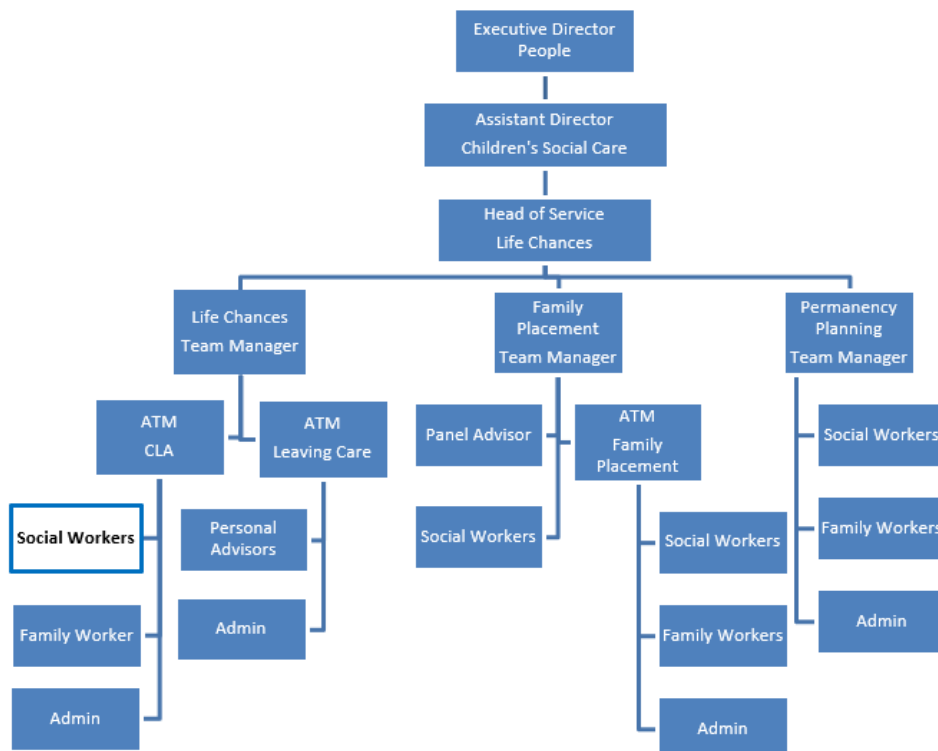 Executive Director
People
Assistant Director
Children's Social Care
Head of Service
Life Chances
Life Chances
Team Manager
Family
Placement
Team Manager
Permanency
Planning
Team Manager
ATM
CLA
ATM
Leaving Care
Panel Advisor
ATM
Family
Placement
Social Workers
Social Workers
Personal
Advisors
Social Workers
Social Workers
Family Workers
Family Worker
Admin
Family Workers
Admin
Admin
Admin